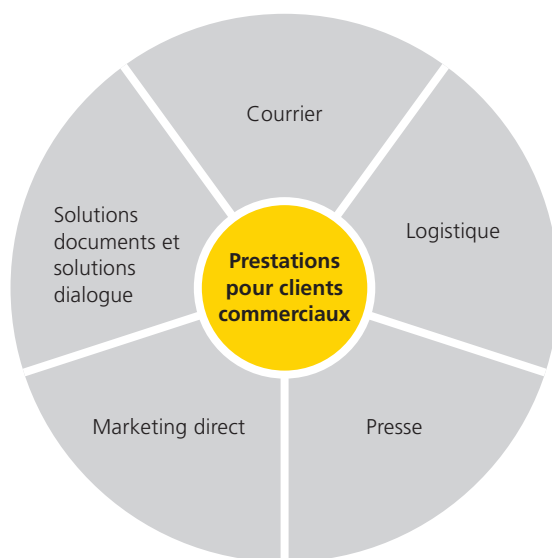 Courrier
Logistique
Solutions
documents et
solutions
dialogue
Prestations
pour clients
commerciaux
Marketing direct
Presse